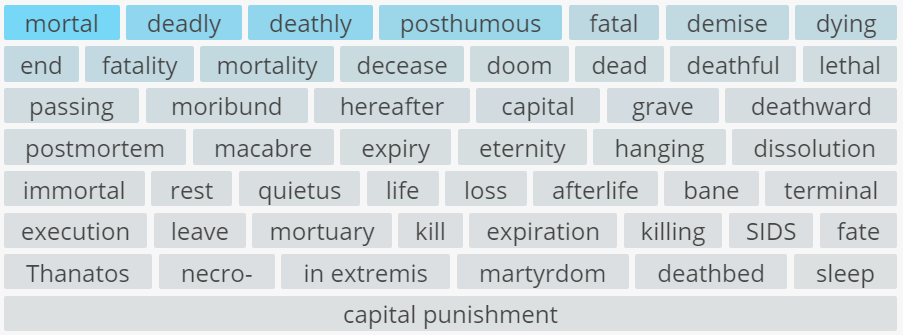 mortal deadly deathly posthumous fatal demise dying
end fatality mortality decease doom dead deathful lethal
passing moribund hereafter capital grave deathward
postmortem macabre expiry eternity hanging dissolution
immortal rest quietus life loss afterlife bane terminal
execution leave mortuary kill expiration killing SIDS fate
Thanatos necro- in extremis martyrdom deathbed sleep
capital punishment